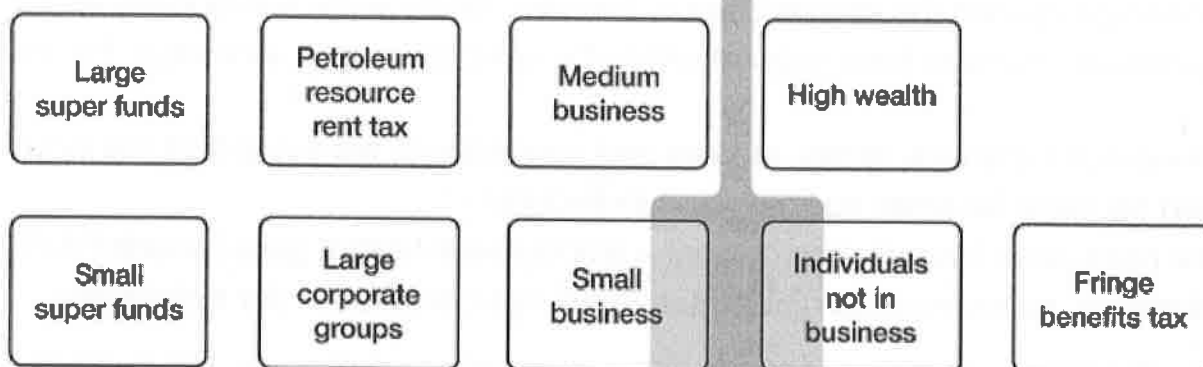 Large
super funds
Petroleum
resource
rent tax
Medium
business
High wealth
Small
super funds
Large
corporate
groups
Small
business
Individuals
not in
business
Fringe
benefits tax